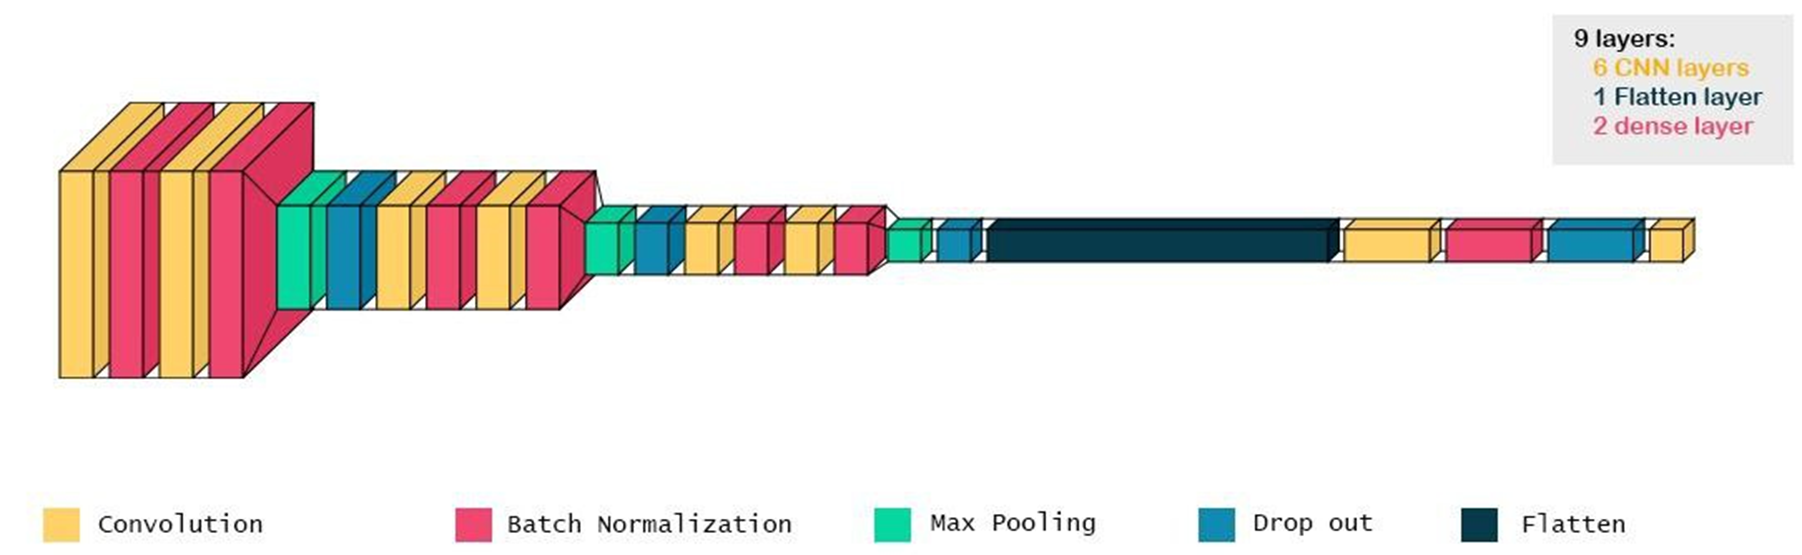 9 layers:
6 CNN layers
1 Flatten layer
2 dense layer
Convolution
Batch Normalization
Max Pooling
Drop out
Flatten